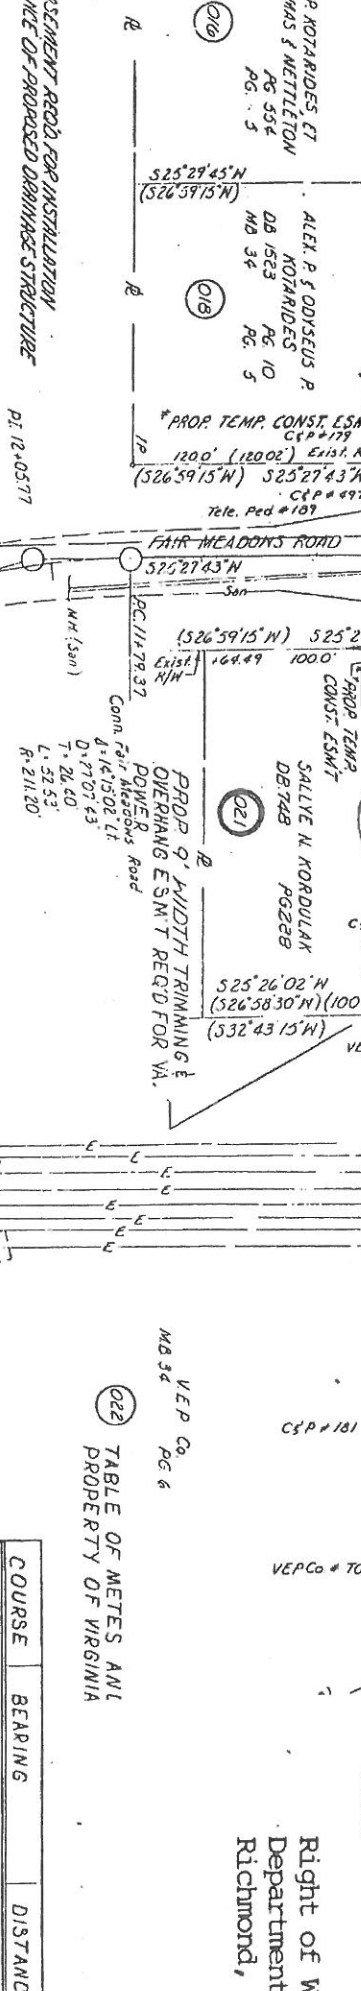 P. KOTARIDES, ET
MAS & NETTLETON
PG 554
PG. 5
016
S25°29'45"W
(S26°59'15"W)
ALEX. P. & ODYSEUS P.
KOTARIDES
DB 1523 PG. 10
MB 34 PG. 5
018
SEMENT REQ'D FOR INSTALLATION
NCE OF PROPOSED DRAINAGE STRUCTURE
PI. 12+05.77
*PROP. TEMP. CONST. ESM
C&P #179
IP
120.0' (120.02') Exist. R
(S26°59'15"W) S25°27'43"W
C&P # 497
Tele. Ped #189
FAIR MEADOWS ROAD
S25°27'43"W
San
MH (San)
PC. 11+79.37
(S26°59'15"W) S25°2
Exist. R/W
+64.49 100.0'
*PROP. TEMP.
CONST. ESM'T
Conn. Fair Meadows Road
Δ=14°15'02" Lt.
D=27°07'43"
T= 26.40'
L= 52.53'
R=211.20'
SALLYE N. KORDULAK
DB.748 PG228
021
PROP. 9' WIDTH TRIMMING &
OVERHANG ESM'T REQ'D FOR VA.
POWER
S25°26'02"W
(S26°58'30"W) (100
(S32°43'15"W)
E
E
E
E
E
E
E
E
C&P # 181
V.E.P. Co.
MB 34 PG. 6
VEPCo # TO
022
TABLE OF METES AND
PROPERTY OF VIRGINIA
COURSE BEARING DISTANC
Right of W
Department
Richmond,